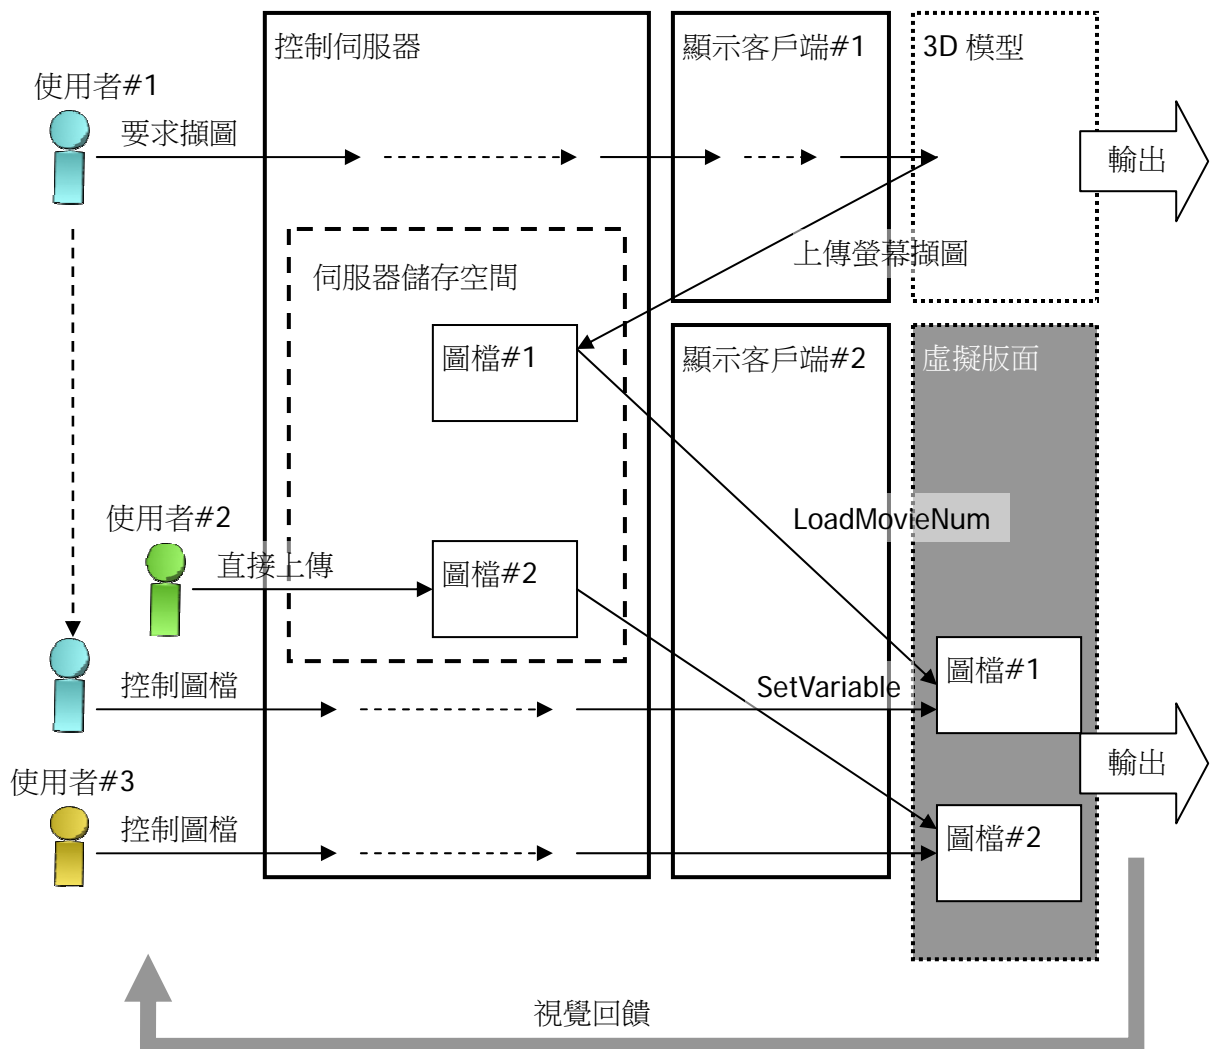 控制伺服器
顯示客戶端#1
3D 模型
使用者#1
要求擷圖
輸出
上傳螢幕擷圖
伺服器儲存空間
圖檔#1
顯示客戶端#2
虛擬版面
使用者#2
直接上傳
圖檔#2
LoadMovieNum
控制圖檔
SetVariable
圖檔#1
輸出
使用者#3
控制圖檔
圖檔#2
視覺回饋